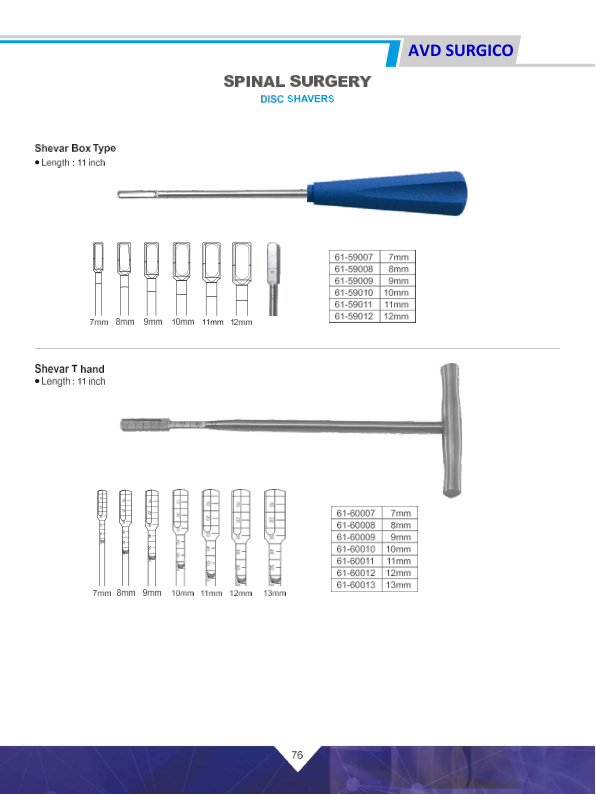 AVD SURGICO
SPINAL SURGERY
DISC SHAVERS
Shevar Box Type
• Length : 11 inch
7mm 8mm 9mm 10mm 11mm 12mm
61-59007 7mm
61-59008 8mm
61-59009 9mm
61-59010 10mm
61-59011 11mm
61-59012 12mm
Shevar T hand
• Length : 11 inch
7mm 8mm 9mm 10mm 11mm 12mm 13mm
61-60007 7mm
61-60008 8mm
61-60009 9mm
61-60010 10mm
61-60011 11mm
61-60012 12mm
61-60013 13mm
76